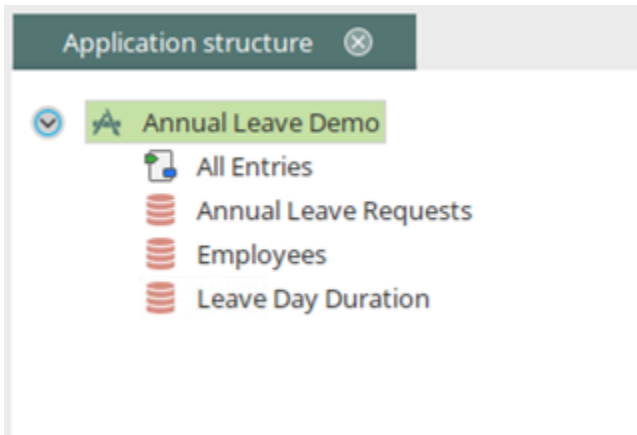 Application structure
Annual Leave Demo
All Entries
Annual Leave Requests
Employees
Leave Day Duration